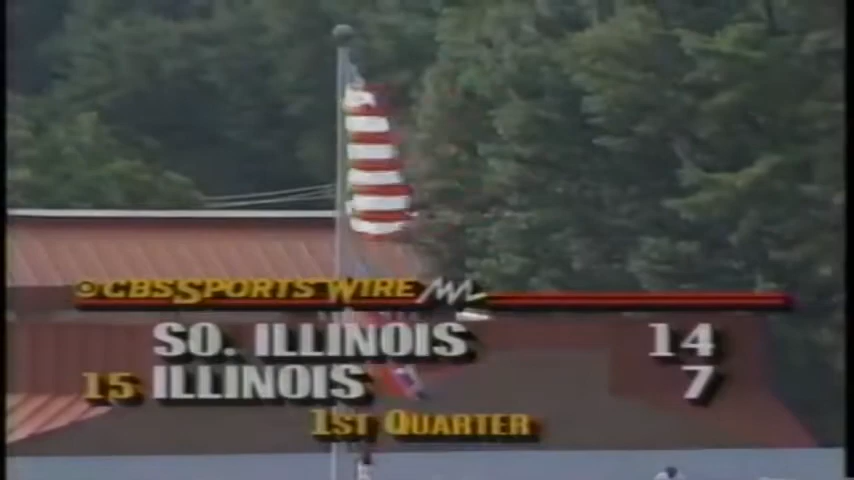 CBS SPORTS WIRE
SO. ILLINOIS 14
15 ILLINOIS 7
1ST QUARTER